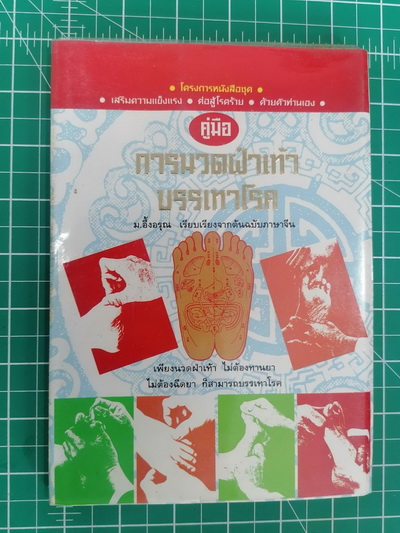 • โครงการหนังสือชุด •
• เสริมความแข็งแรง • ต่อสู้โรคร้าย • ด้วยตัวท่านเอง •
คู่มือ
การนวดฝ่าเท้า
บรรเทาโรค
ม.อึ้งอรุณ เรียบเรียงจากต้นฉบับภาษาจีน
เพียงนวดฝ่าเท้า ไม่ต้องทานยา
ไม่ต้องฉีดยา ก็สามารถบรรเทาโรค